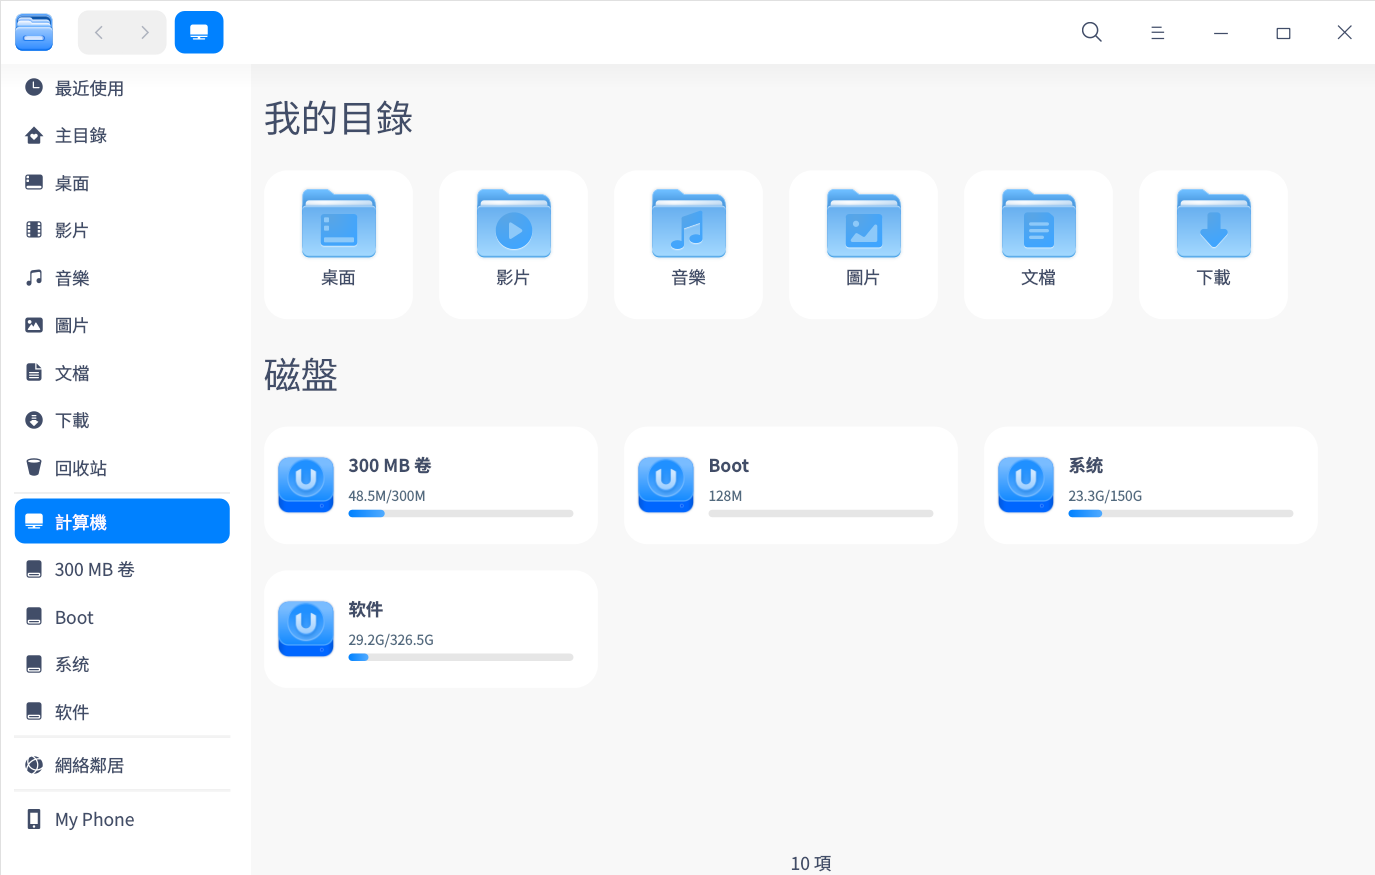 最近使用
主目錄
桌面
影片
音樂
圖片
文檔
下載
回收站
計算機
300 MB 卷
Boot
系统
软件
網絡鄰居
My Phone
我的目錄
桌面
影片
音樂
圖片
文檔
下載
磁盤
300 MB 卷
48.5M/300M
Boot
128M
系统
23.3G/150G
软件
29.2G/326.5G
10 項